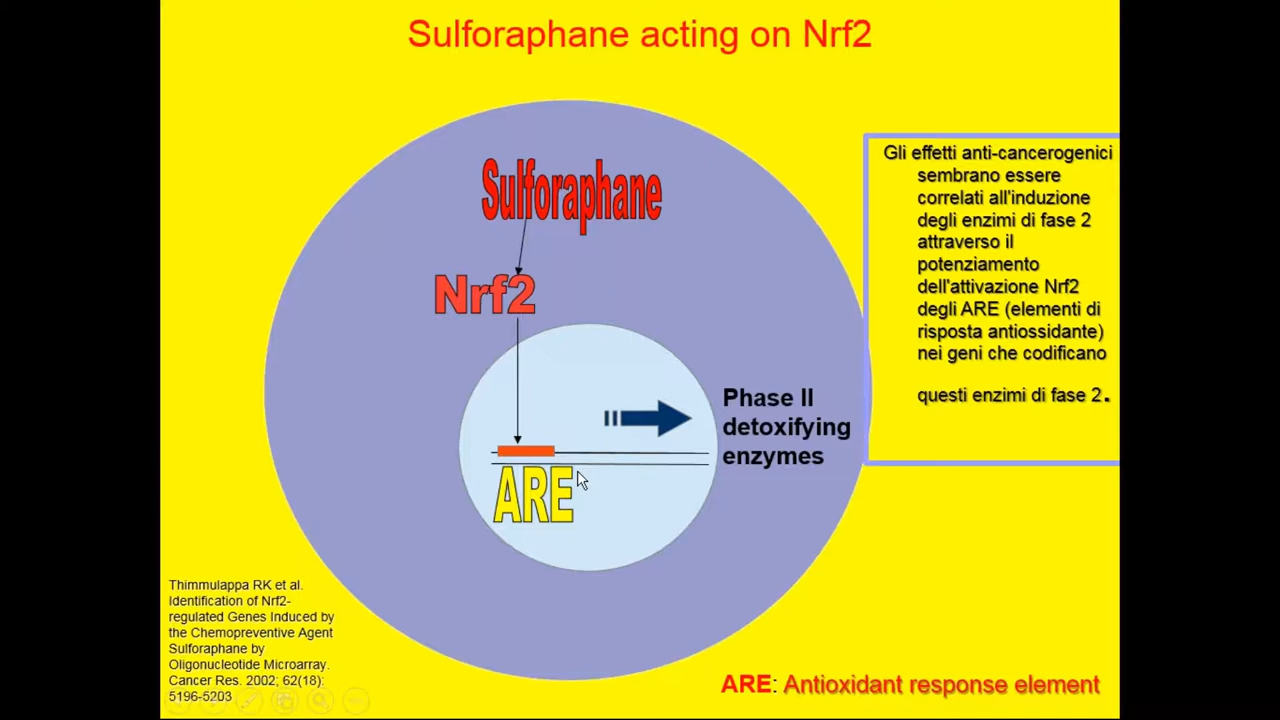 Sulforaphane acting on Nrf2
Sulforaphane
Nrf2
ARE
Phase II
detoxifying
enzymes
Gli effetti anti-cancerogenici
sembrano essere
correlati all'induzione
degli enzimi di fase 2
attraverso il
potenziamento
dell'attivazione Nrf2
degli ARE (elementi di
risposta antiossidante)
nei geni che codificano
questi enzimi di fase 2.
Thimmulappa RK et al.
Identification of Nrf2-
regulated Genes Induced by
the Chemopreventive Agent
Sulforaphane by
Oligonucleotide Microarray.
Cancer Res. 2002; 62(18):
5196-5203
ARE: Antioxidant response element